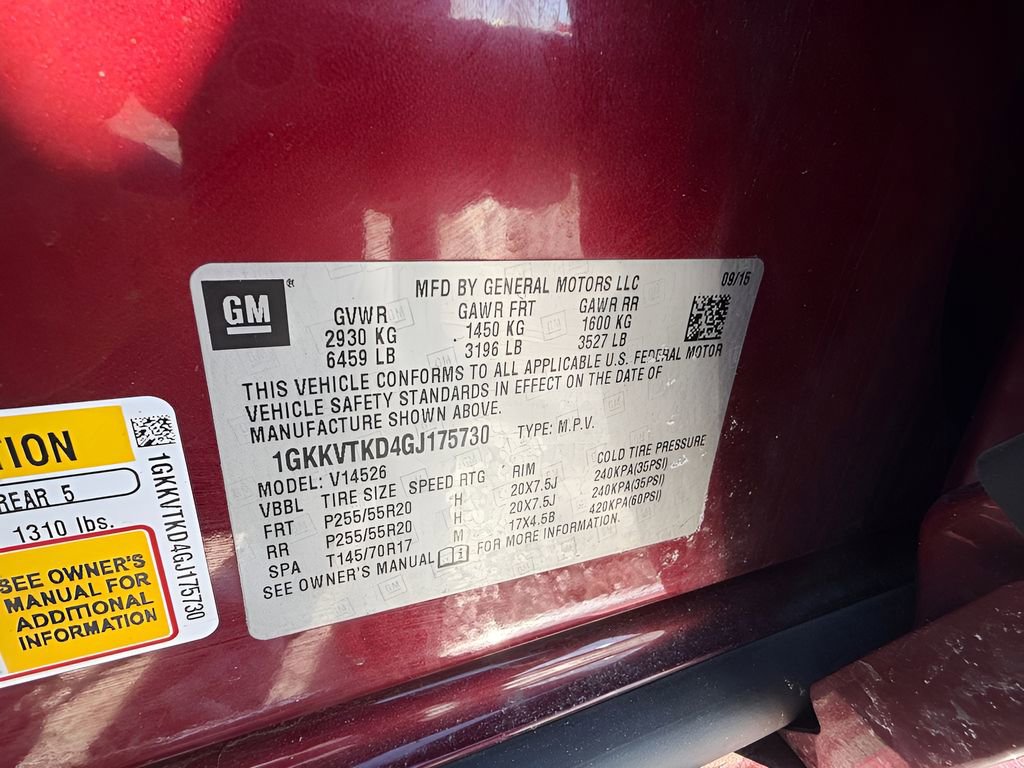 GM ®
MFD BY GENERAL MOTORS LLC 09/15
GVWR GAWR FRT GAWR RR
2930 KG 1450 KG 1600 KG
6459 LB 3196 LB 3527 LB
THIS VEHICLE CONFORMS TO ALL APPLICABLE U.S. FEDERAL MOTOR
VEHICLE SAFETY STANDARDS IN EFFECT ON THE DATE OF
MANUFACTURE SHOWN ABOVE.
1GKKVTKD4GJ175730 TYPE: M.P.V.
MODEL: V14526
VBBL TIRE SIZE SPEED RTG RIM COLD TIRE PRESSURE
FRT P255/55R20 H 20X7.5J 240KPA(35PSI)
RR P255/55R20 H 20X7.5J 240KPA(35PSI)
SPA T145/70R17 M 17X4.5B 420KPA(60PSI)
SEE OWNER'S MANUAL i FOR MORE INFORMATION.
TION
REAR 5
1310 lbs.
SEE OWNER'S
MANUAL FOR
ADDITIONAL
INFORMATION
1GKKVTKD4GJ175730